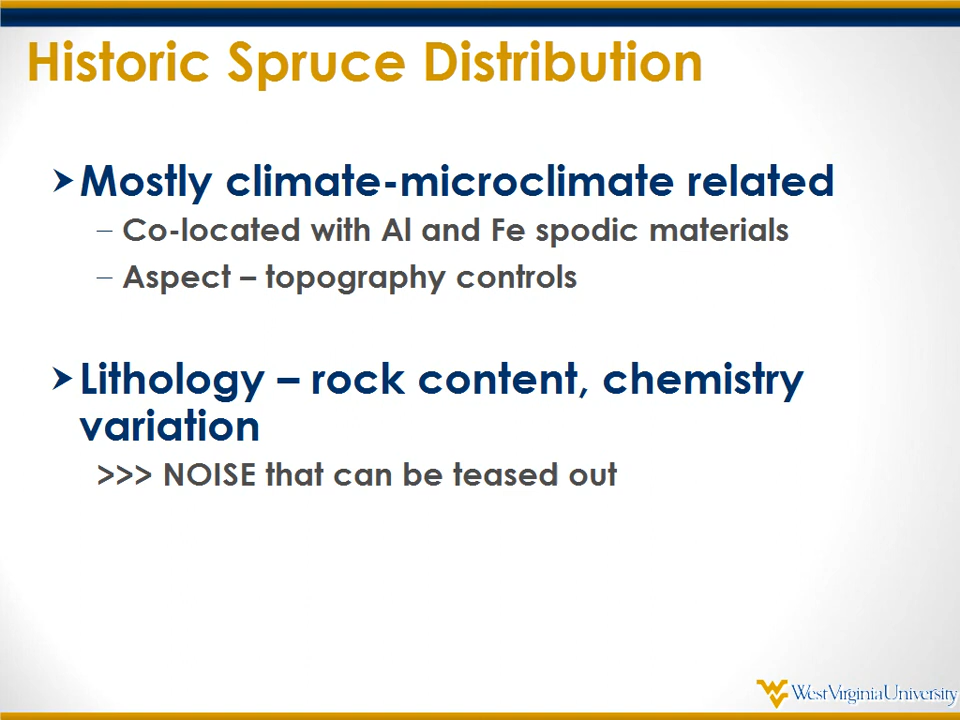 Historic Spruce Distribution
Mostly climate-microclimate related
– Co-located with Al and Fe spodic materials
– Aspect – topography controls
Lithology – rock content, chemistry
variation
>>> NOISE that can be teased out
WestVirginiaUniversity